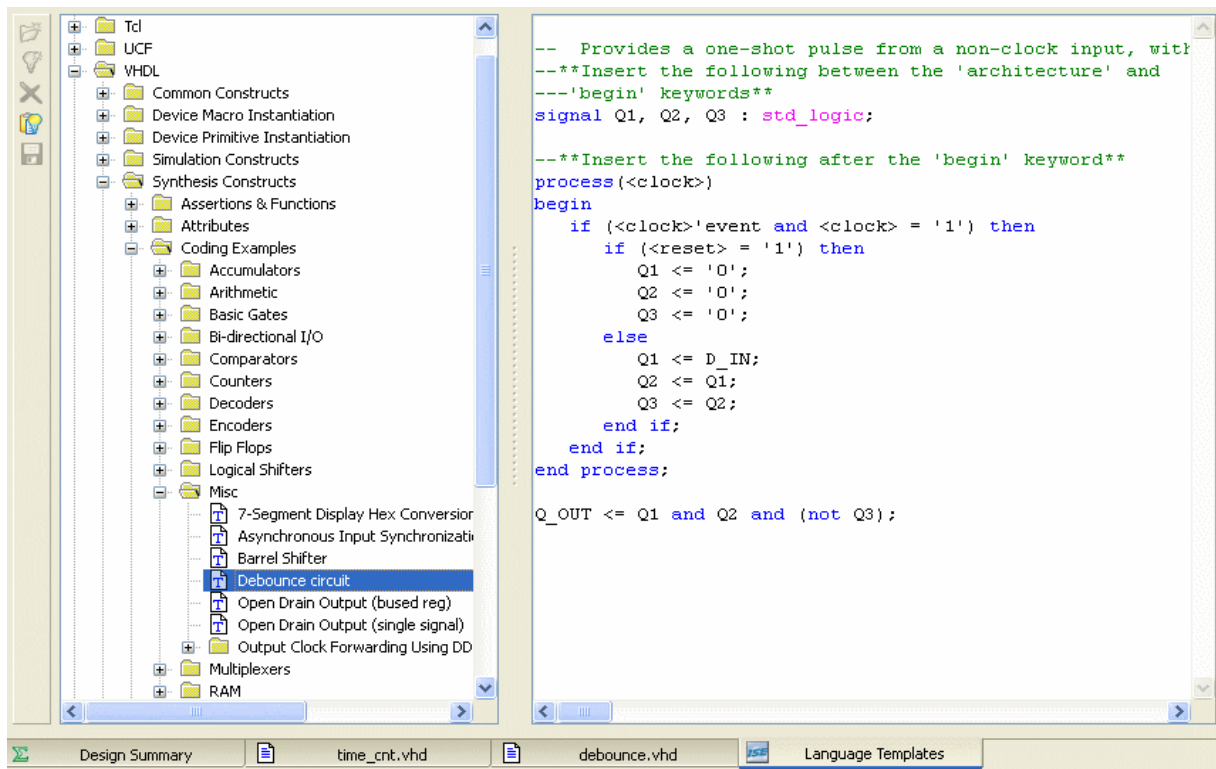 Tcl
UCF
VHDL
Common Constructs
Device Macro Instantiation
Device Primitive Instantiation
Simulation Constructs
Synthesis Constructs
Assertions & Functions
Attributes
Coding Examples
Accumulators
Arithmetic
Basic Gates
Bi-directional I/O
Comparators
Counters
Decoders
Encoders
Flip Flops
Logical Shifters
Misc
7-Segment Display Hex Conversion
Asynchronous Input Synchronizati
Barrel Shifter
Debounce circuit
Open Drain Output (bused reg)
Open Drain Output (single signal)
Output Clock Forwarding Using DD
Multiplexers
RAM
--  Provides a one-shot pulse from a non-clock input, with
--**Insert the following between the 'architecture' and
---'begin' keywords**
signal Q1, Q2, Q3 : std_logic;
--**Insert the following after the 'begin' keyword**
process(<clock>)
begin
   if (<clock>'event and <clock> = '1') then
      if (<reset> = '1') then
         Q1 <= '0';
         Q2 <= '0';
         Q3 <= '0';
      else
         Q1 <= D_IN;
         Q2 <= Q1;
         Q3 <= Q2;
      end if;
   end if;
end process;
Q_OUT <= Q1 and Q2 and (not Q3);
Design Summary
time_cnt.vhd
debounce.vhd
ISE Language Templates